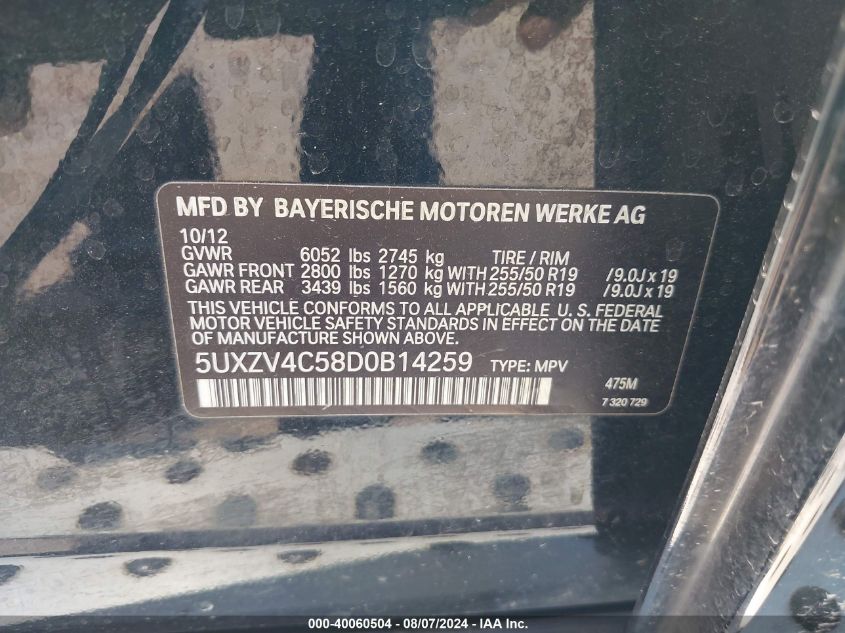 MFD BY BAYERISCHE MOTOREN WERKE AG
10/12
GVWR 6052 lbs 2745 kg TIRE / RIM
GAWR FRONT 2800 lbs 1270 kg WITH 255/50 R19 /9.0J x 19
GAWR REAR 3439 lbs 1560 kg WITH 255/50 R19 /9.0J x 19
THIS VEHICLE CONFORMS TO ALL APPLICABLE U. S. FEDERAL
MOTOR VEHICLE SAFETY STANDARDS IN EFFECT ON THE DATE
OF MANUFACTURE SHOWN ABOVE.
5UXZV4C58D0B14259 TYPE: MPV
475M
7 320 729
000-40060504 - 08/07/2024 - IAA Inc.